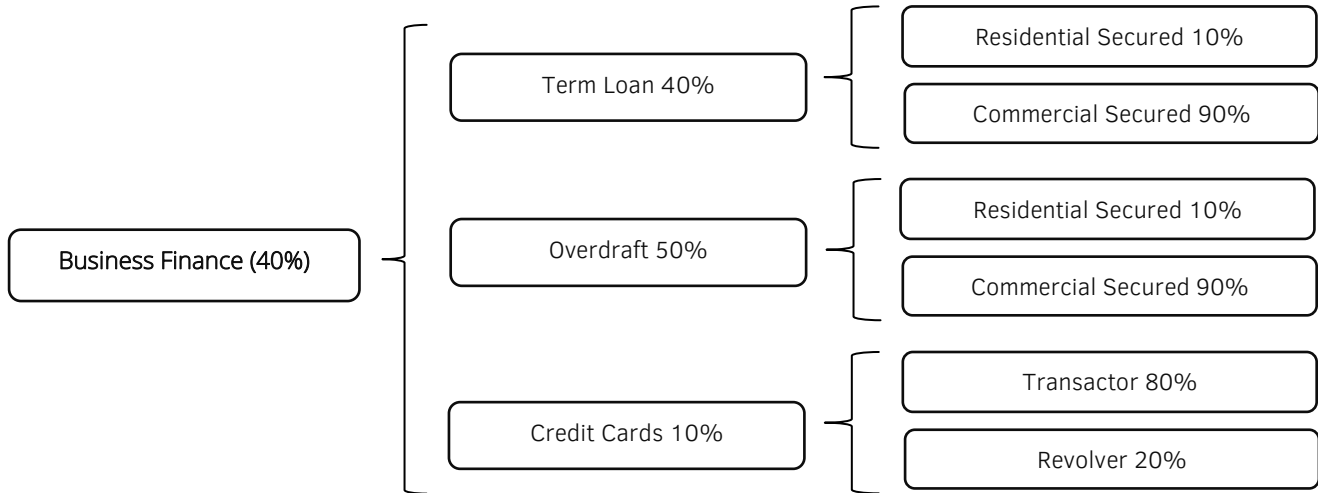 Residential Secured 10%
Term Loan 40%
Commercial Secured 90%
Residential Secured 10%
Business Finance (40%)
Overdraft 50%
Commercial Secured 90%
Transactor 80%
Credit Cards 10%
Revolver 20%